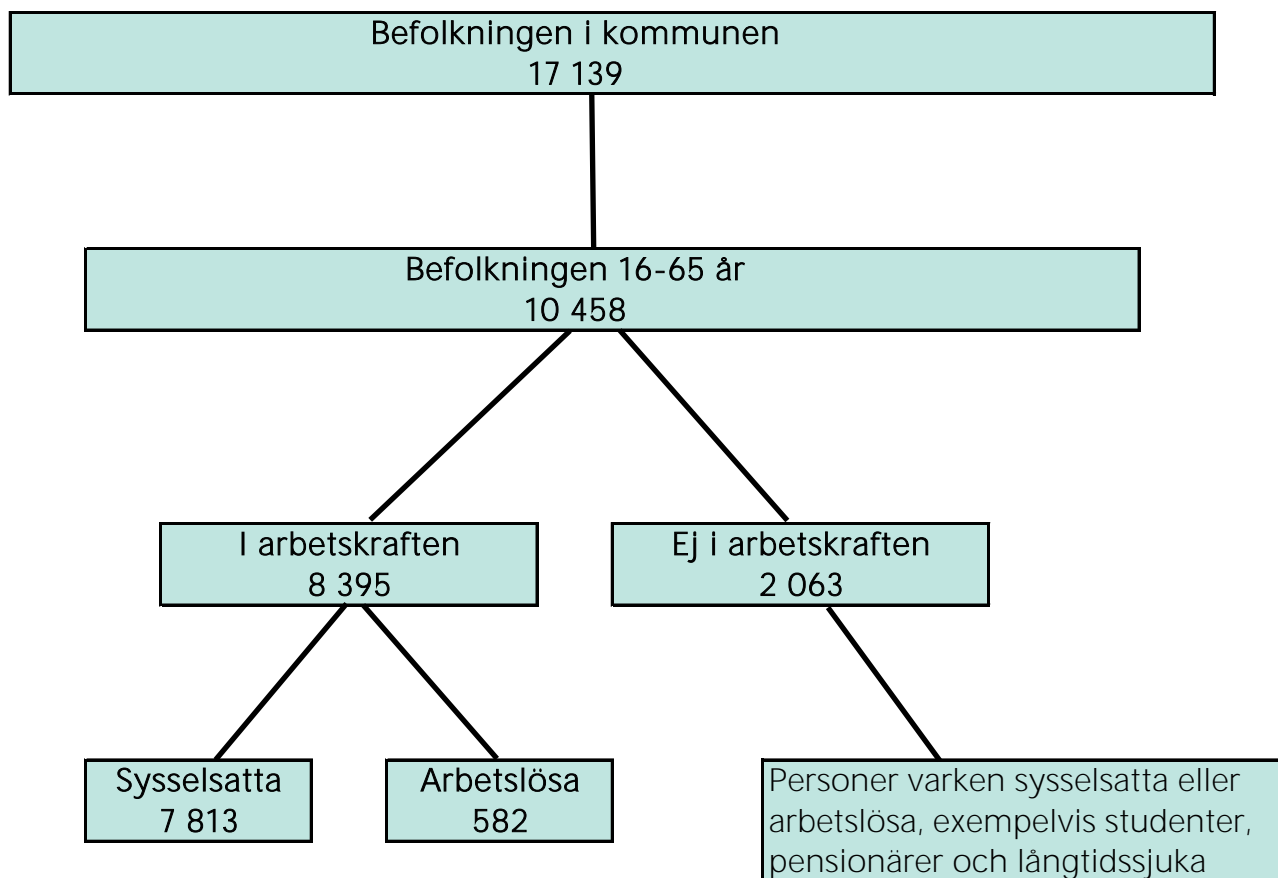 Befolkningen i kommunen
17 139
Befolkningen 16-65 år
10 458
I arbetskraften
8 395
Ej i arbetskraften
2 063
Sysselsatta
7 813
Arbetslösa
582
Personer varken sysselsatta eller
arbetslösa, exempelvis studenter,
pensionärer och långtidssjuka